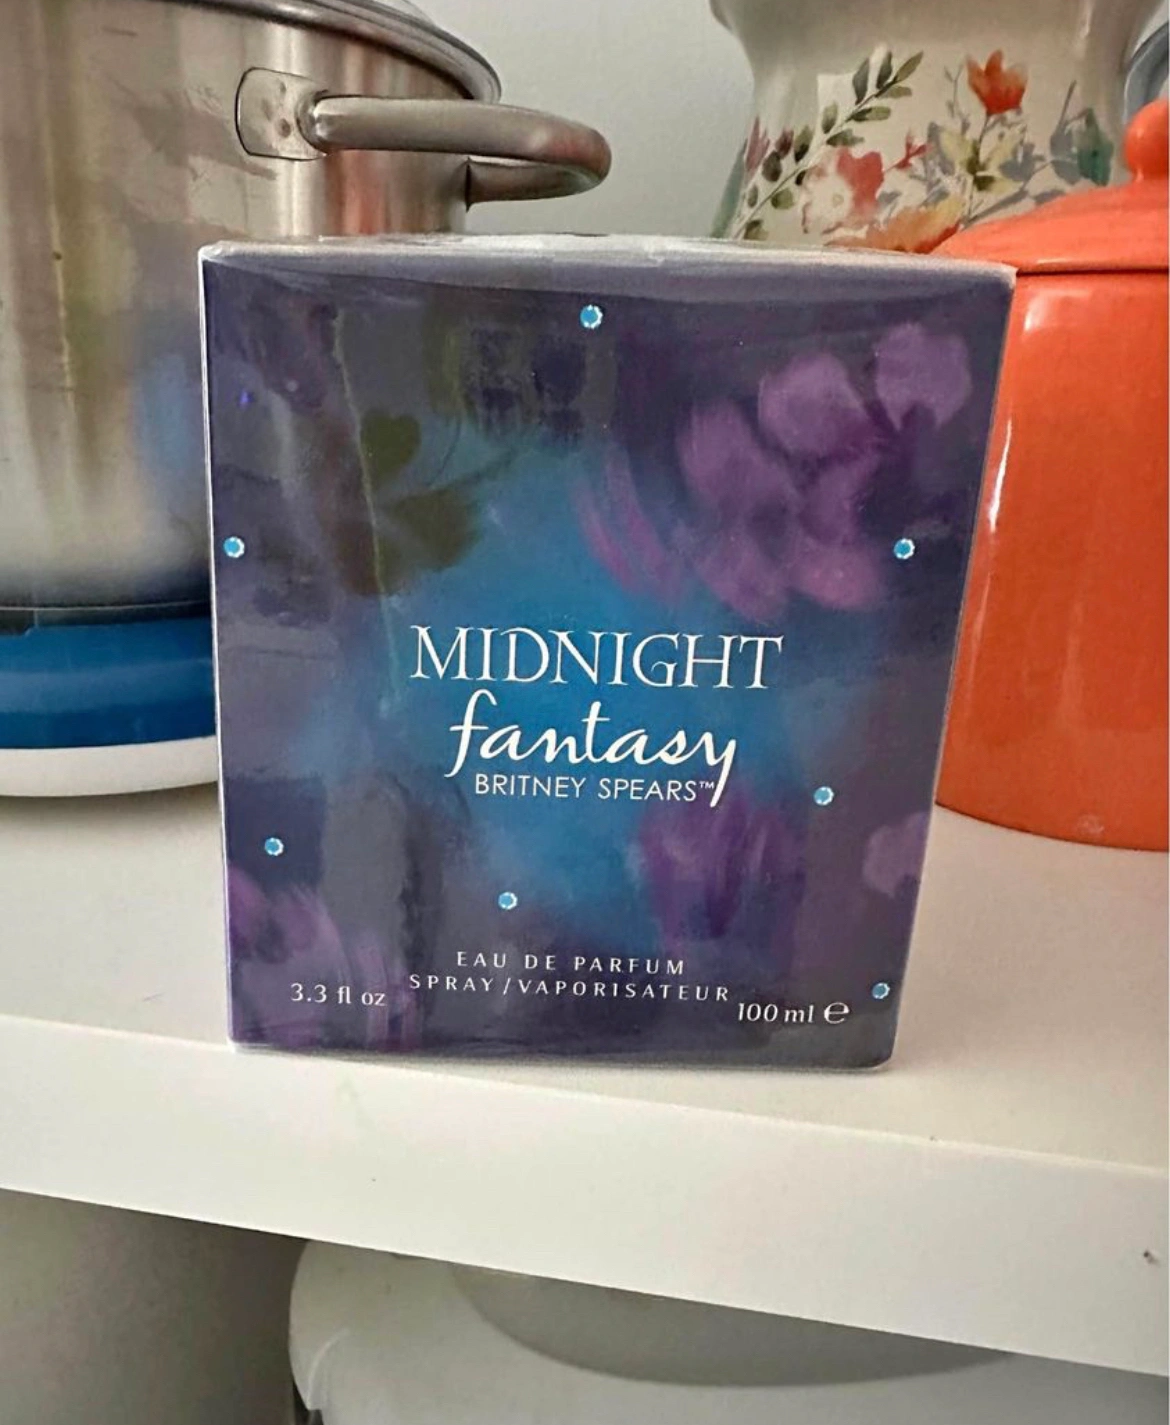 MIDNIGHT
fantasy
BRITNEY SPEARS™
EAU DE PARFUM
SPRAY/VAPORISATEUR
3.3 fl oz
100 ml ℮